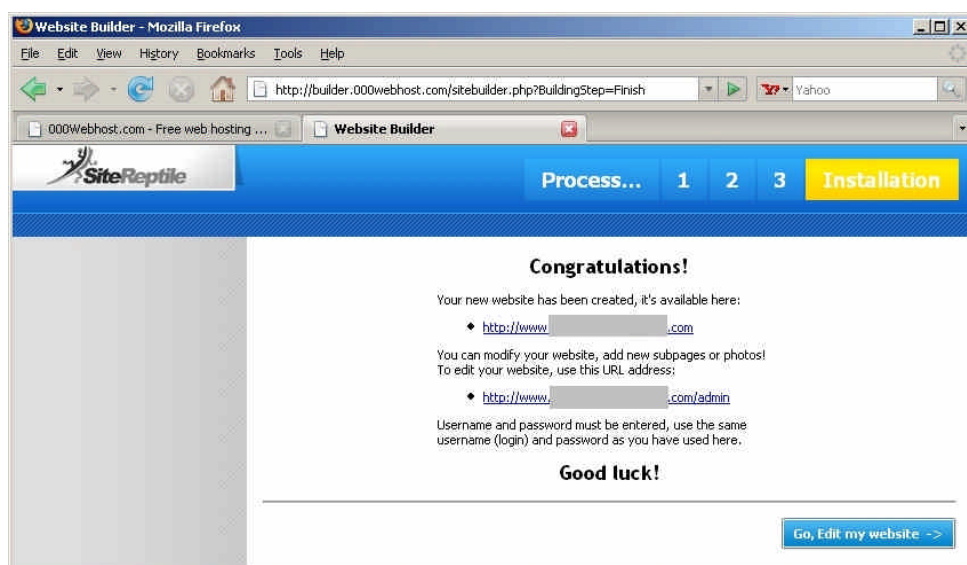 Website Builder - Mozilla Firefox
File Edit View History Bookmarks Tools Help
http://builder.000webhost.com/sitebuilder.php?BuildingStep=Finish Yahoo
000Webhost.com - Free web hosting ... Website Builder
SiteReptile Process... 1 2 3 Installation
Congratulations!
Your new website has been created, it's available here:
http://www. .com
You can modify your website, add new subpages or photos!
To edit your website, use this URL address:
http://www. .com/admin
Username and password must be entered, use the same
username (login) and password as you have used here.
Good luck!
Go, Edit my website ->